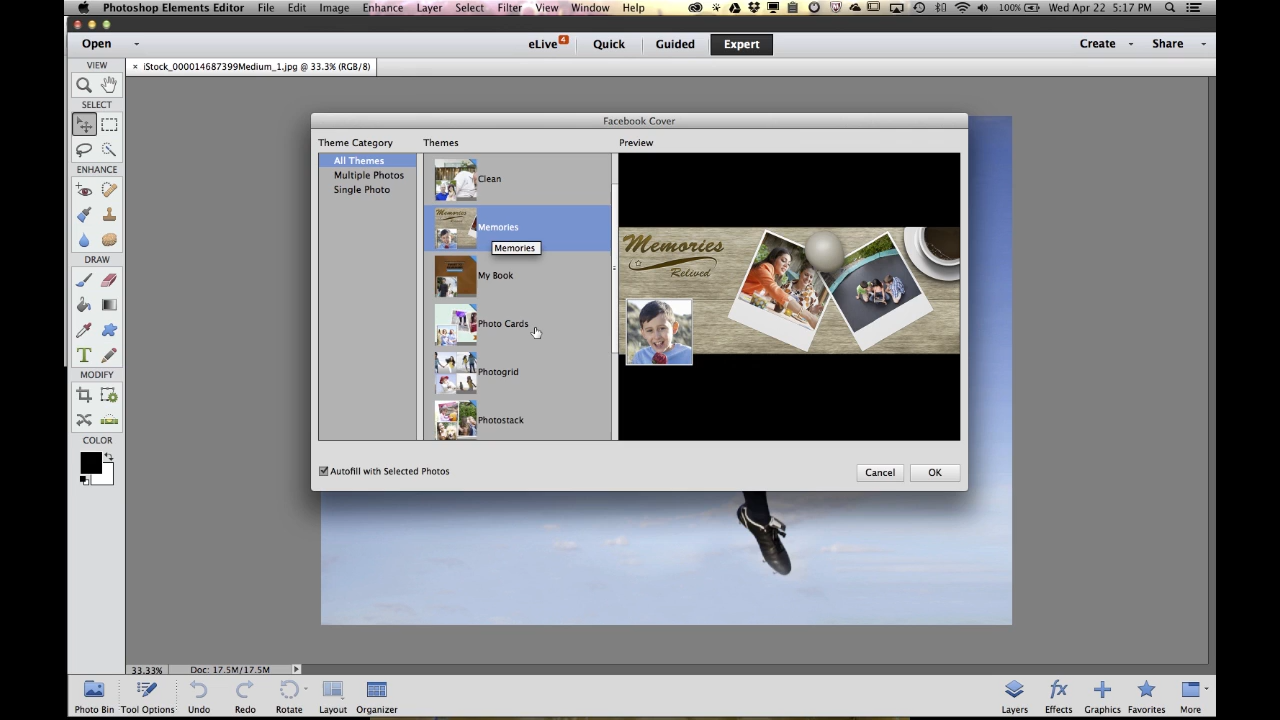 Photoshop Elements Editor File Edit Image Enhance Layer Select Filter View Window Help 100% Wed Apr 22 5:17 PM
Open eLive 4 Quick Guided Expert Create Share
VIEW
× iStock_000014687399Medium_1.jpg @ 33.3% (RGB/8)
SELECT
ENHANCE
DRAW
T
MODIFY
COLOR
Facebook Cover
Theme Category
All Themes
Multiple Photos
Single Photo
Themes
Clean
Memories
Memories
My Book
Photo Cards
Photogrid
Photostack
Preview
Memories
Relived
Autofill with Selected Photos
Cancel OK
33.33% Doc: 17.5M/17.5M
Photo Bin Tool Options Undo Redo Rotate Layout Organizer
fx
Layers Effects Graphics Favorites More